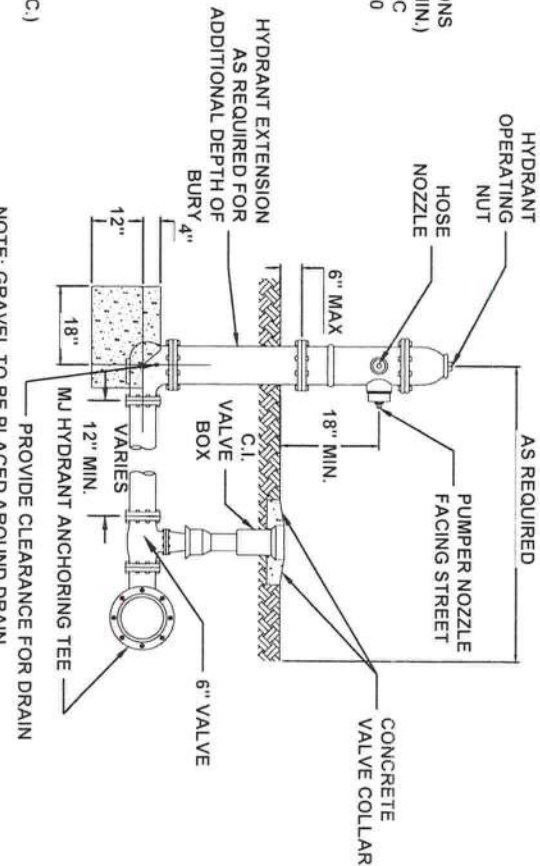 ONS
IN.)
C
0
C.)
HYDRANT
OPERATING
NUT
HOSE
NOZZLE
HYDRANT EXTENSION
AS REQUIRED FOR
ADDITIONAL DEPTH OF
BURY
6" MAX
AS REQUIRED
PUMPER NOZZLE
FACING STREET
18" MIN.
C.I.
VALVE
BOX
CONCRETE
VALVE COLLAR
4"
12"
18"
VARIES
12" MIN.
6" VALVE
MJ HYDRANT ANCHORING TEE
PROVIDE CLEARANCE FOR DRAIN
NOTE: GRAVEL TO BE PLACED AROUND DRAIN